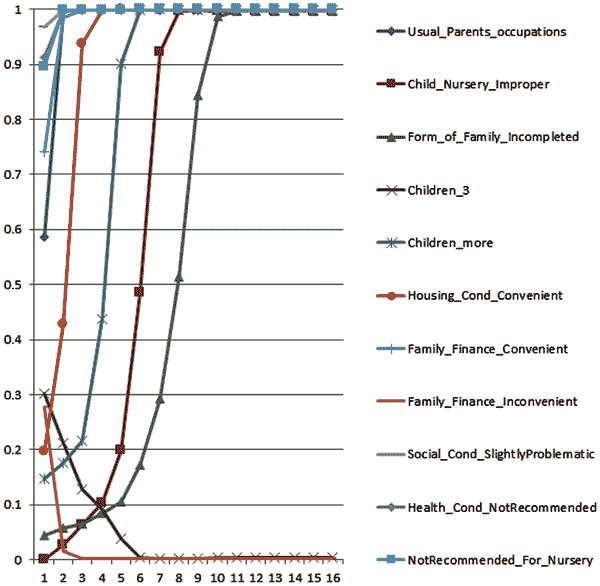 1
0.9
0.8
0.7
0.6
0.5
0.4
0.3
0.2
0.1
0
1 2 3 4 5 6 7 8 9 10 11 12 13 14 15 16
Usual_Parents_occupations
Child_Nursery_Improper
Form_of_Family_Incompleted
Children_3
Children_more
Housing_Cond_Convenient
Family_Finance_Convenient
Family_Finance_Inconvenient
Social_Cond_SlightlyProblematic
Health_Cond_NotRecommended
NotRecommended_For_Nursery